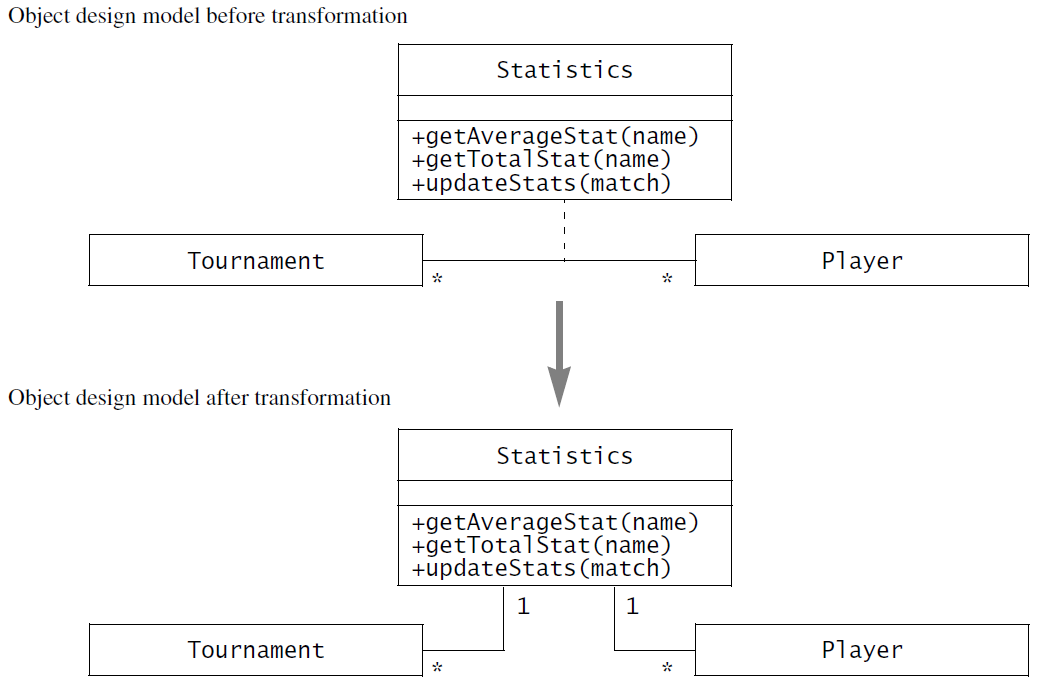 Object design model before transformation
Statistics
+getAverageStat(name)
+getTotalStat(name)
+updateStats(match)
Tournament
Player
*
*
Object design model after transformation
Statistics
+getAverageStat(name)
+getTotalStat(name)
+updateStats(match)
1
1
Tournament
Player
*
*